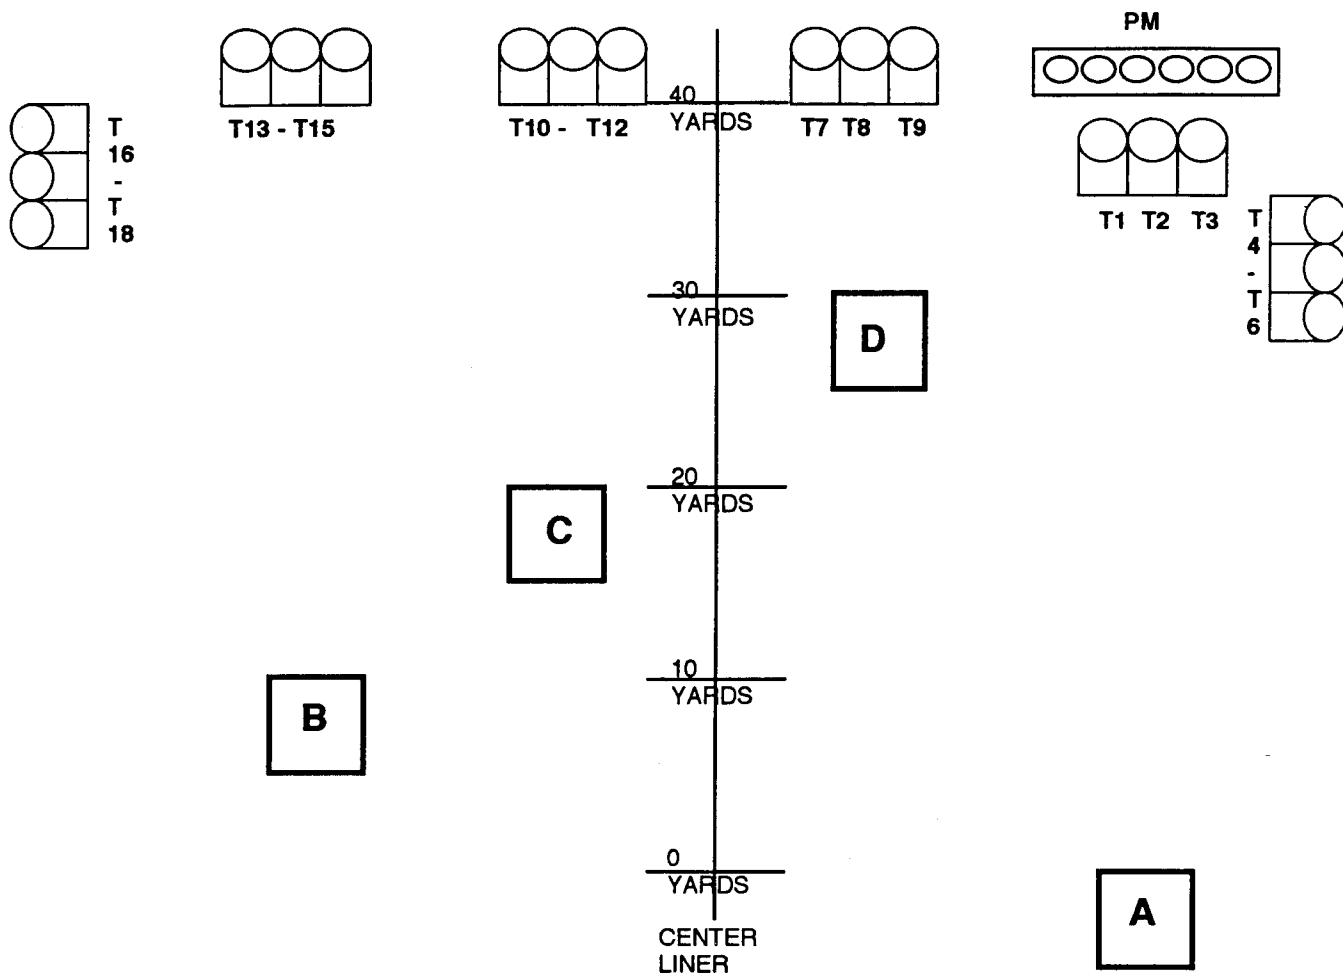 PM
40
YARDS
T13 - T15
T10 - T12
T7 T8 T9
T
16
-
T
18
T1 T2 T3
T
4
-
T
6
30
YARDS
D
20
YARDS
C
10
YARDS
B
0
YARDS
A
CENTER
LINER